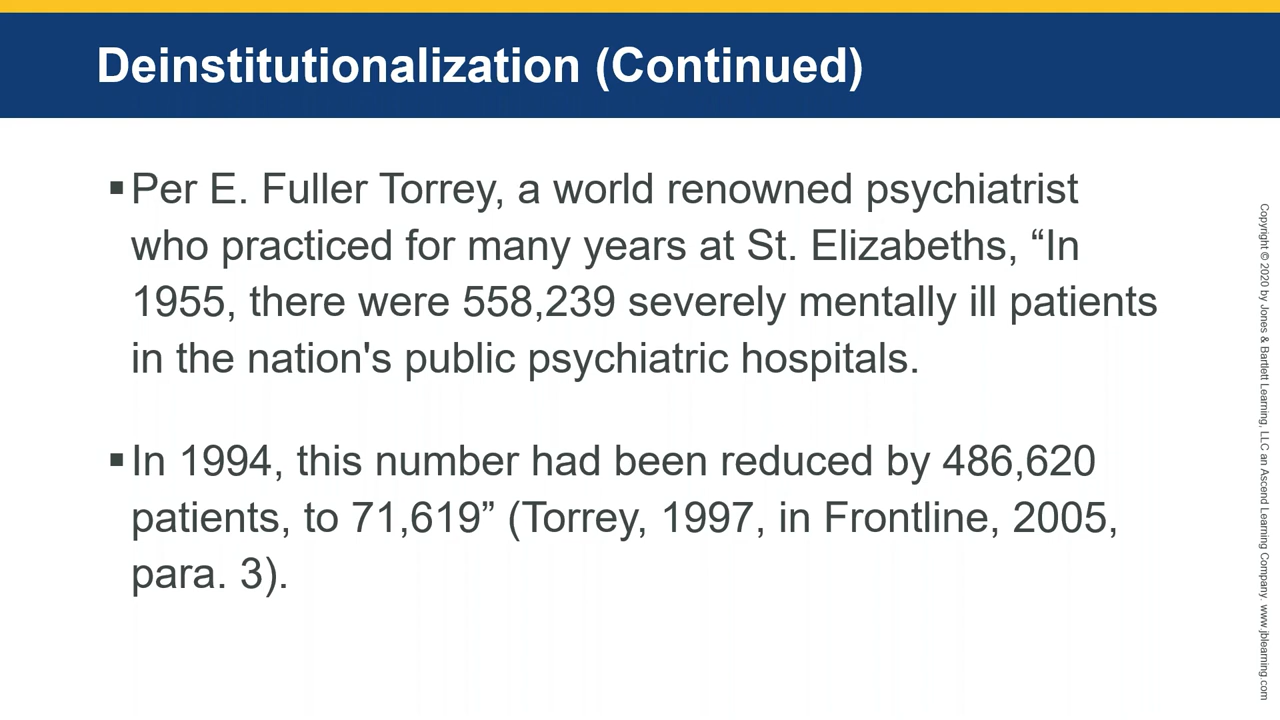 Deinstitutionalization (Continued)
▪Per E. Fuller Torrey, a world renowned psychiatrist
who practiced for many years at St. Elizabeths, “In
1955, there were 558,239 severely mentally ill patients
in the nation's public psychiatric hospitals.
▪In 1994, this number had been reduced by 486,620
patients, to 71,619” (Torrey, 1997, in Frontline, 2005,
para. 3).
Copyright © 2020 by Jones & Bartlett Learning, LLC an Ascend Learning Company. www.jblearning.com